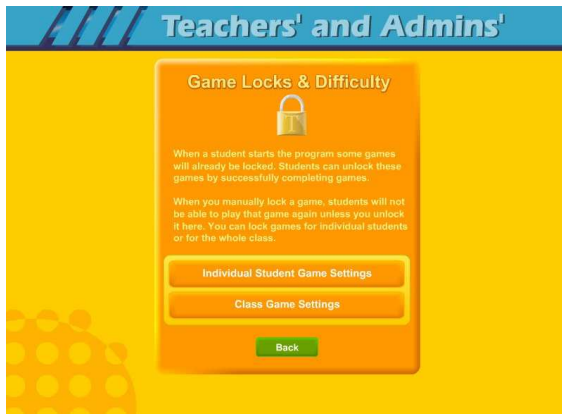 Teachers' and Admins'
Game Locks & Difficulty
When a student starts the program some games
will already be locked. Students can unlock these
games by successfully completing games.
When you manually lock a game, students will not
be able to play that game again unless you unlock
it here. You can lock games for individual students
or for the whole class.
Individual Student Game Settings
Class Game Settings
Back